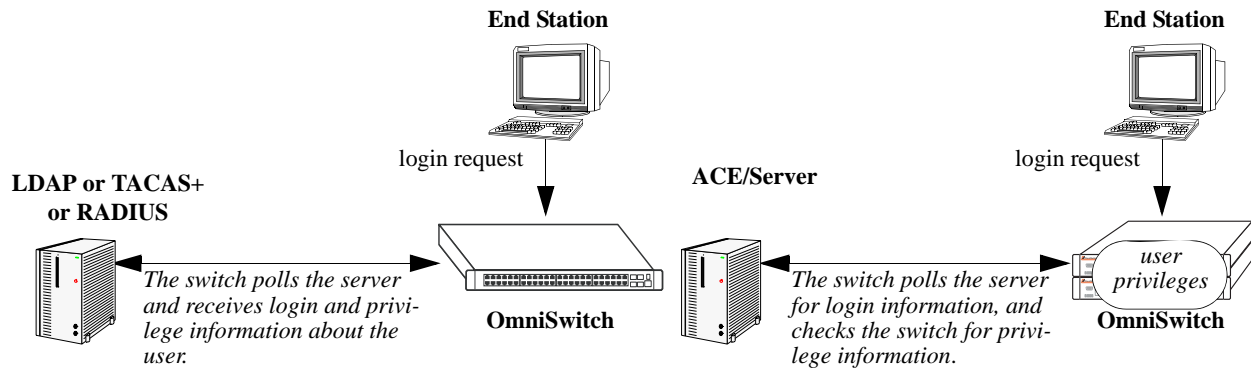 End Station
login request
LDAP or TACAS+
or RADIUS
The switch polls the server
and receives login and privi-
lege information about the
user.
OmniSwitch
End Station
login request
ACE/Server
The switch polls the server
for login information, and
checks the switch for privi-
lege information.
user
privileges
OmniSwitch